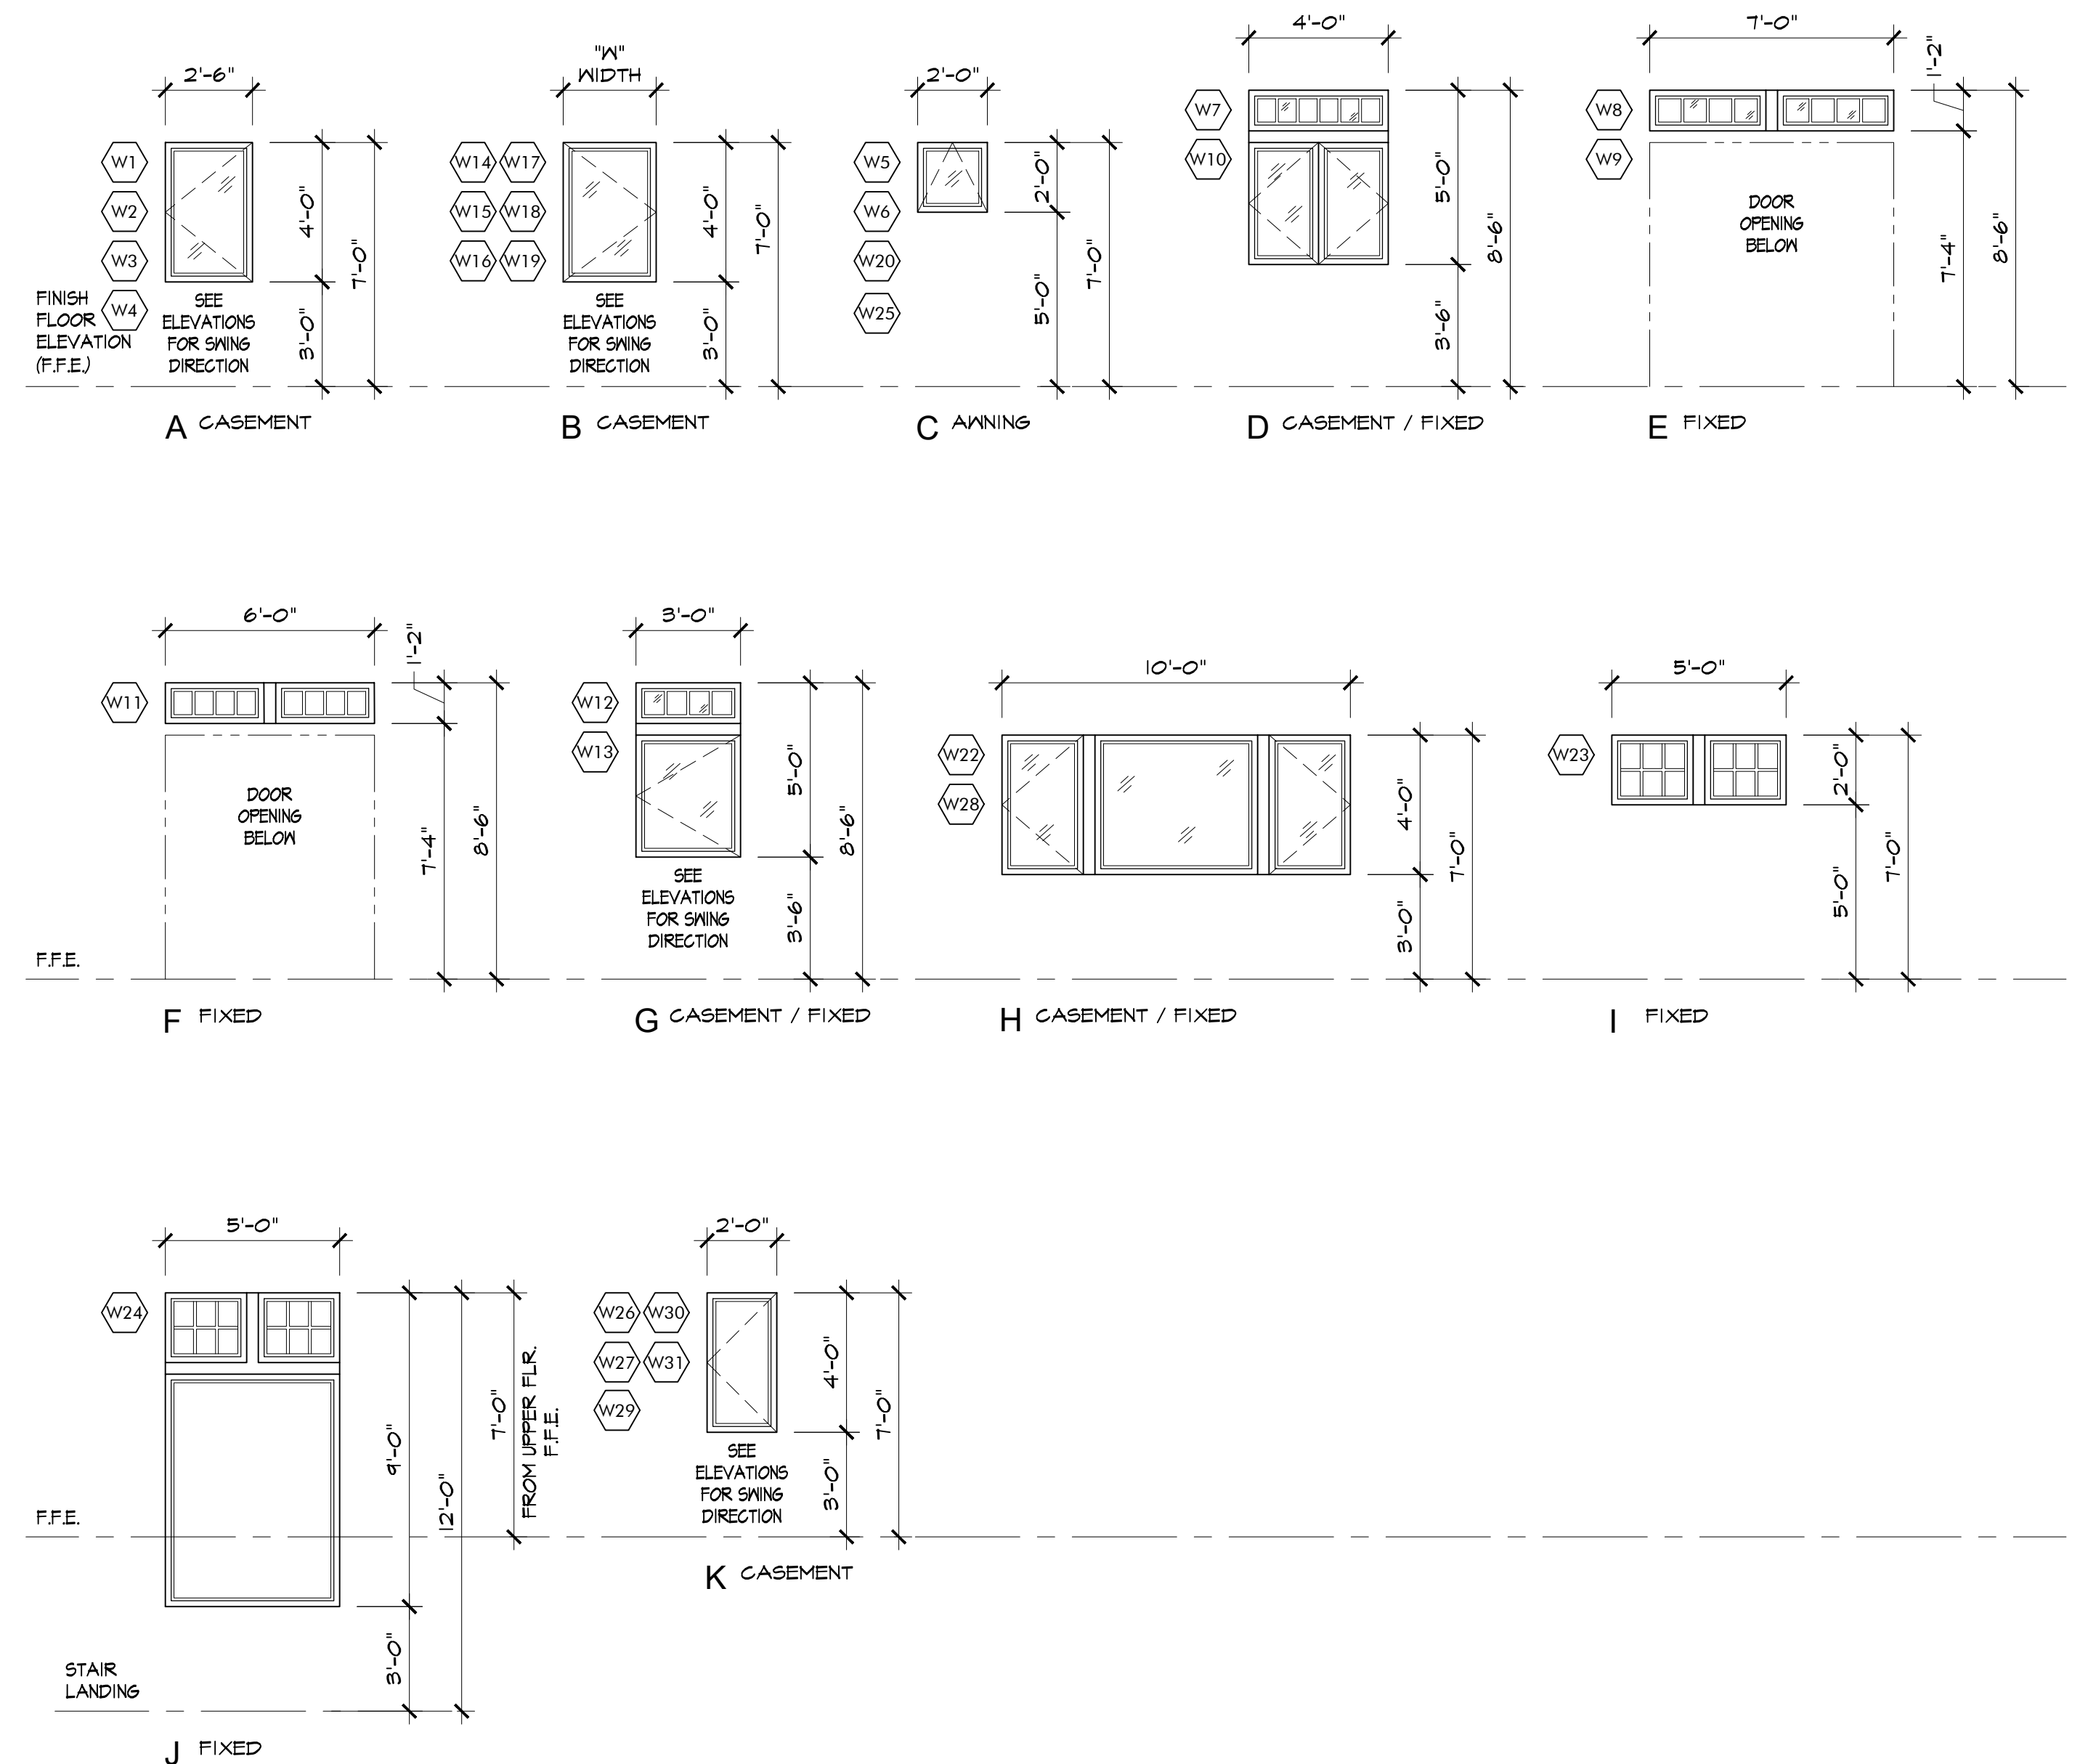 2'-6"
W1
W2
W3
W4
4'-0"
3'-0"
7'-0"
FINISH
FLOOR
ELEVATION
(F.F.E.)
SEE
ELEVATIONS
FOR SWING
DIRECTION
A CASEMENT
"W"
WIDTH
W14 W17
W15 W18
W16 W19
4'-0"
3'-0"
7'-0"
SEE
ELEVATIONS
FOR SWING
DIRECTION
B CASEMENT
2'-0"
W5
W6
W20
W25
2'-0"
5'-0"
7'-0"
C AWNING
4'-0"
W7
W10
5'-0"
3'-6"
8'-6"
D CASEMENT / FIXED
7'-0"
W8
W9
1'-2"
7'-4"
8'-6"
DOOR
OPENING
BELOW
E FIXED
6'-0"
W11
1'-2"
7'-4"
8'-6"
DOOR
OPENING
BELOW
F.F.E.
F FIXED
3'-0"
W12
W13
5'-0"
3'-6"
8'-6"
SEE
ELEVATIONS
FOR SWING
DIRECTION
G CASEMENT / FIXED
10'-0"
W22
W28
4'-0"
3'-0"
7'-0"
H CASEMENT / FIXED
5'-0"
W23
2'-0"
5'-0"
7'-0"
I FIXED
5'-0"
W24
9'-0"
3'-0"
12'-0"
7'-0"
FROM UPPER FLR.
F.F.E.
F.F.E.
STAIR
LANDING
J FIXED
2'-0"
W26 W30
W27 W31
W29
4'-0"
3'-0"
7'-0"
SEE
ELEVATIONS
FOR SWING
DIRECTION
K CASEMENT